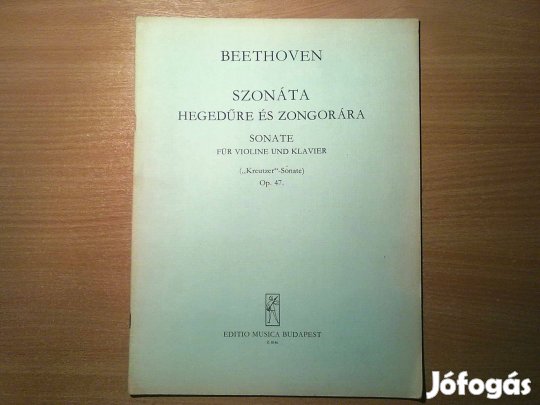 BEETHOVEN
SZONÁTA
HEGEDŰRE ÉS ZONGORÁRA
SONATE
FÜR VIOLINE UND KLAVIER
(„Kreutzer"-Sonate)
Op. 47.
EDITIO MUSICA BUDAPEST
Jófogás